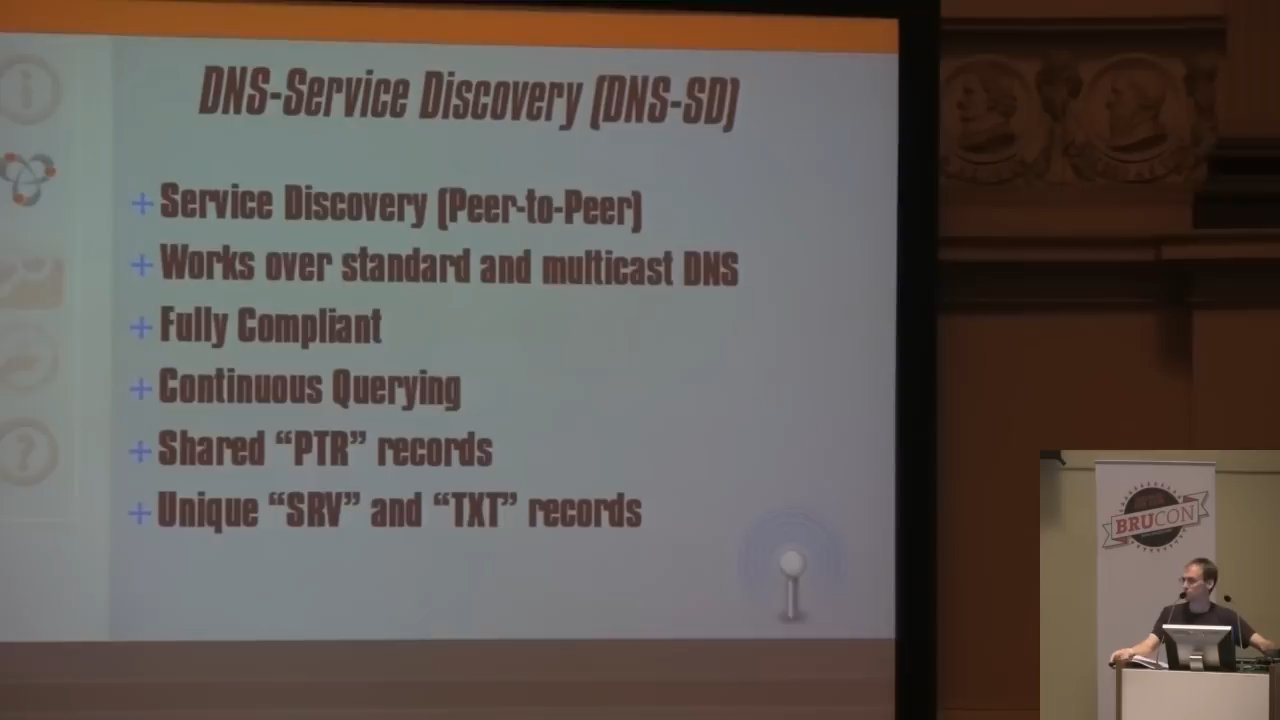 DNS-Service Discovery (DNS-SD)
Service Discovery (Peer-to-Peer)
Works over standard and multicast DNS
Fully Compliant
Continuous Querying
Shared “PTR” records
Unique “SRV” and “TXT” records
BRUCON